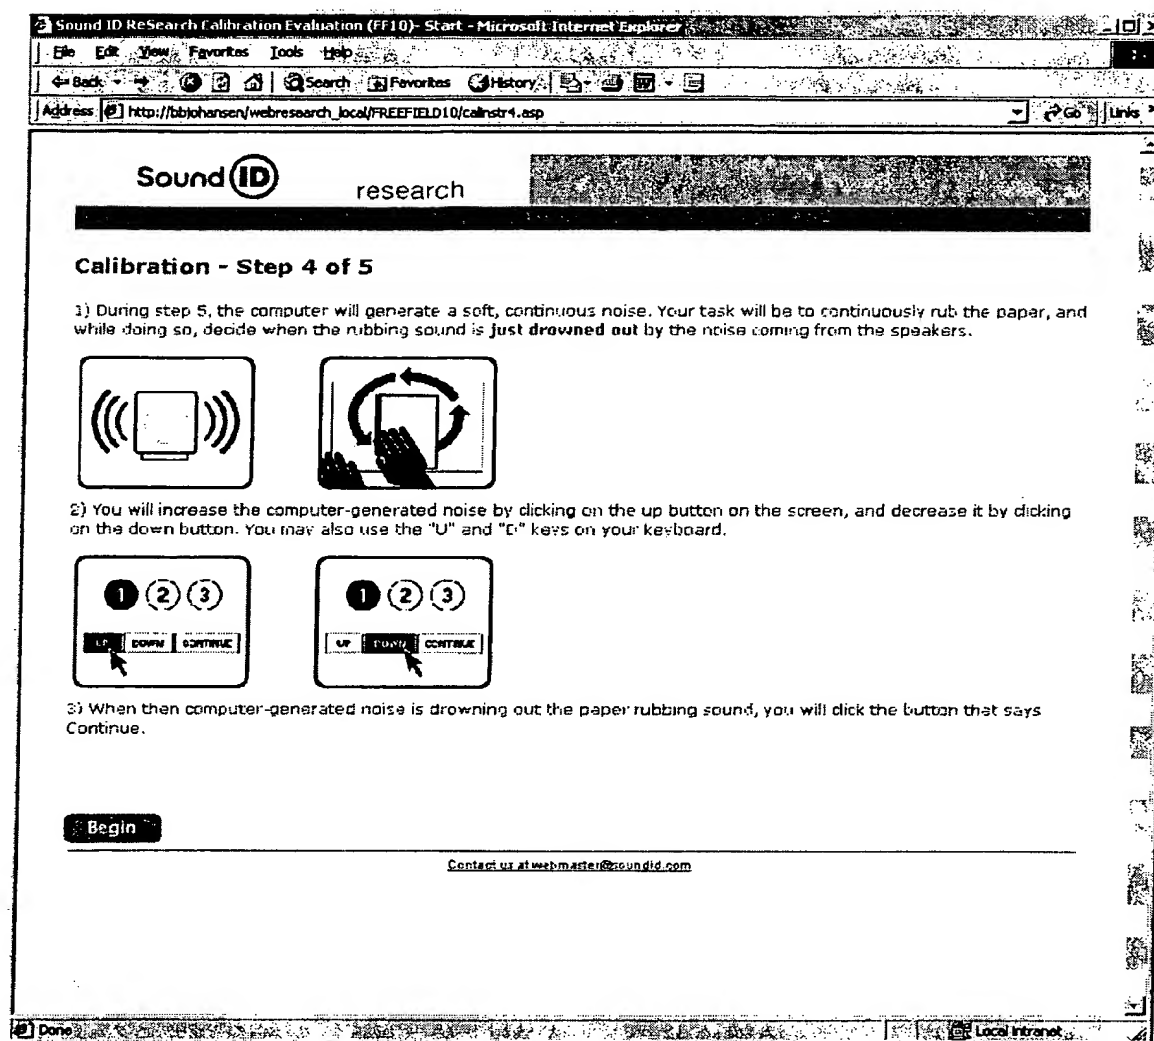 Sound ID ReSearch Calibration Evaluation (FF10)- Start - Microsoft Internet Explorer
File Edit View Favorites Tools Help
Back Search Favorites History
Address http://bbjohansen/webresearch_local/FREEFIELD10/calinstr4.asp Go Links
Sound ID research
Calibration - Step 4 of 5
1) During step 5, the computer will generate a soft, continuous noise. Your task will be to continuously rub the paper, and
while doing so, decide when the rubbing sound is just drowned out by the noise coming from the speakers.
2) You will increase the computer-generated noise by clicking on the up button on the screen, and decrease it by clicking
on the down button. You may also use the "U" and "D" keys on your keyboard.
1 2 3 1 2 3
UP DOWN CONTINUE UP DOWN CONTINUE
3) When then computer-generated noise is drowning out the paper rubbing sound, you will click the button that says
Continue.
Begin
Contact us at webmaster@soundid.com
Done Local intranet